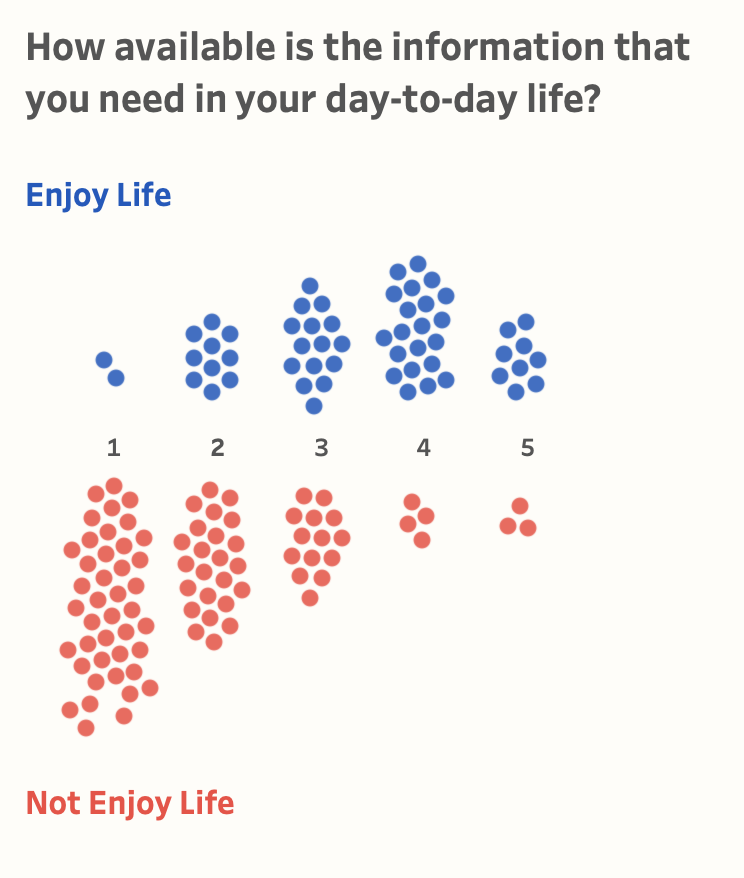 How available is the information that
you need in your day-to-day life?
Enjoy Life
1 2 3 4 5
Not Enjoy Life